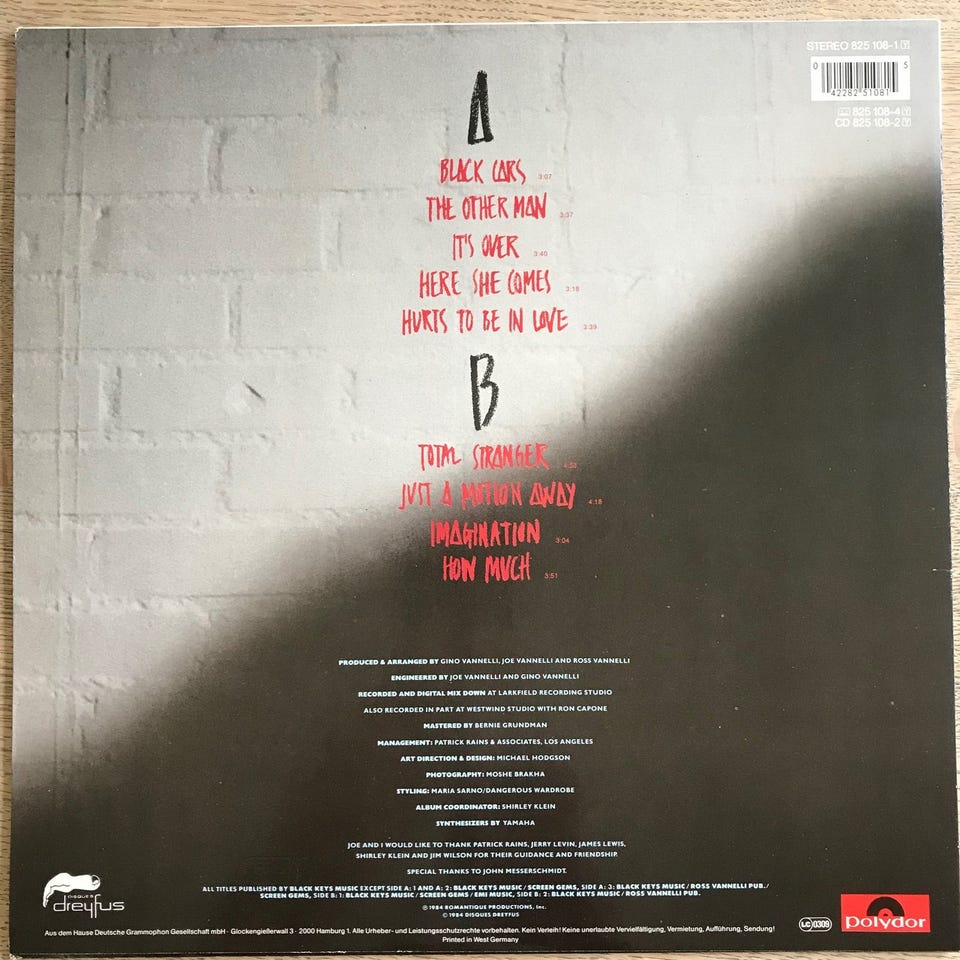 STEREO 825 108-1 Y
0 42282 51081 5
825 108-4 Y
CD 825 108-2 Y
A
BLACK CARS 3:07
THE OTHER MAN 3:37
IT'S OVER 3:40
HERE SHE COMES 3:18
HURTS TO BE IN LOVE 3:39
B
TOTAL STRANGER
JUST A MOTION AWAY 4:18
IMAGINATION 3:04
HOW MUCH 3:51
PRODUCED & ARRANGED BY GINO VANNELLI, JOE VANNELLI AND ROSS VANNELLI
ENGINEERED BY JOE VANNELLI AND GINO VANNELLI
RECORDED AND DIGITAL MIX DOWN AT LARKFIELD RECORDING STUDIO
ALSO RECORDED IN PART AT WESTWIND STUDIO WITH RON CAPONE
MASTERED BY BERNIE GRUNDMAN
MANAGEMENT: PATRICK RAINS & ASSOCIATES, LOS ANGELES
ART DIRECTION & DESIGN: MICHAEL HODGSON
PHOTOGRAPHY: MOSHE BRAKHA
STYLING: MARIA SARNO/DANGEROUS WARDROBE
ALBUM COORDINATOR: SHIRLEY KLEIN
SYNTHESIZERS BY YAMAHA
JOE AND I WOULD LIKE TO THANK PATRICK RAINS, JERRY LEVIN, JAMES LEWIS,
SHIRLEY KLEIN AND JIM WILSON FOR THEIR GUIDANCE AND FRIENDSHIP.
SPECIAL THANKS TO JOHN MESSERSCHMIDT.
ALL TITLES PUBLISHED BY BLACK KEYS MUSIC EXCEPT SIDE A: 1 AND A; 2: BLACK KEYS MUSIC / SCREEN GEMS, SIDE A: 3: BLACK KEYS MUSIC / ROSS VANNELLI PUB./
SCREEN GEMS, SIDE B: 1: BLACK KEYS MUSIC / SCREEN GEMS / EMI MUSIC, SIDE B: 2: BLACK KEYS MUSIC / ROSS VANNELLI PUB.
℗ 1984 ROMANTIQUE PRODUCTIONS, Inc.
© 1984 DISQUES DREYFUS
DISQUES
dreyfus
LC 0309
polydor
Aus dem Hause Deutsche Grammophon Gesellschaft mbH · Glockengießerwall 3 · 2000 Hamburg 1. Alle Urheber- und Leistungsschutzrechte vorbehalten. Kein Verleih! Keine unerlaubte Vervielfältigung, Vermietung, Aufführung, Sendung!
Printed in West Germany